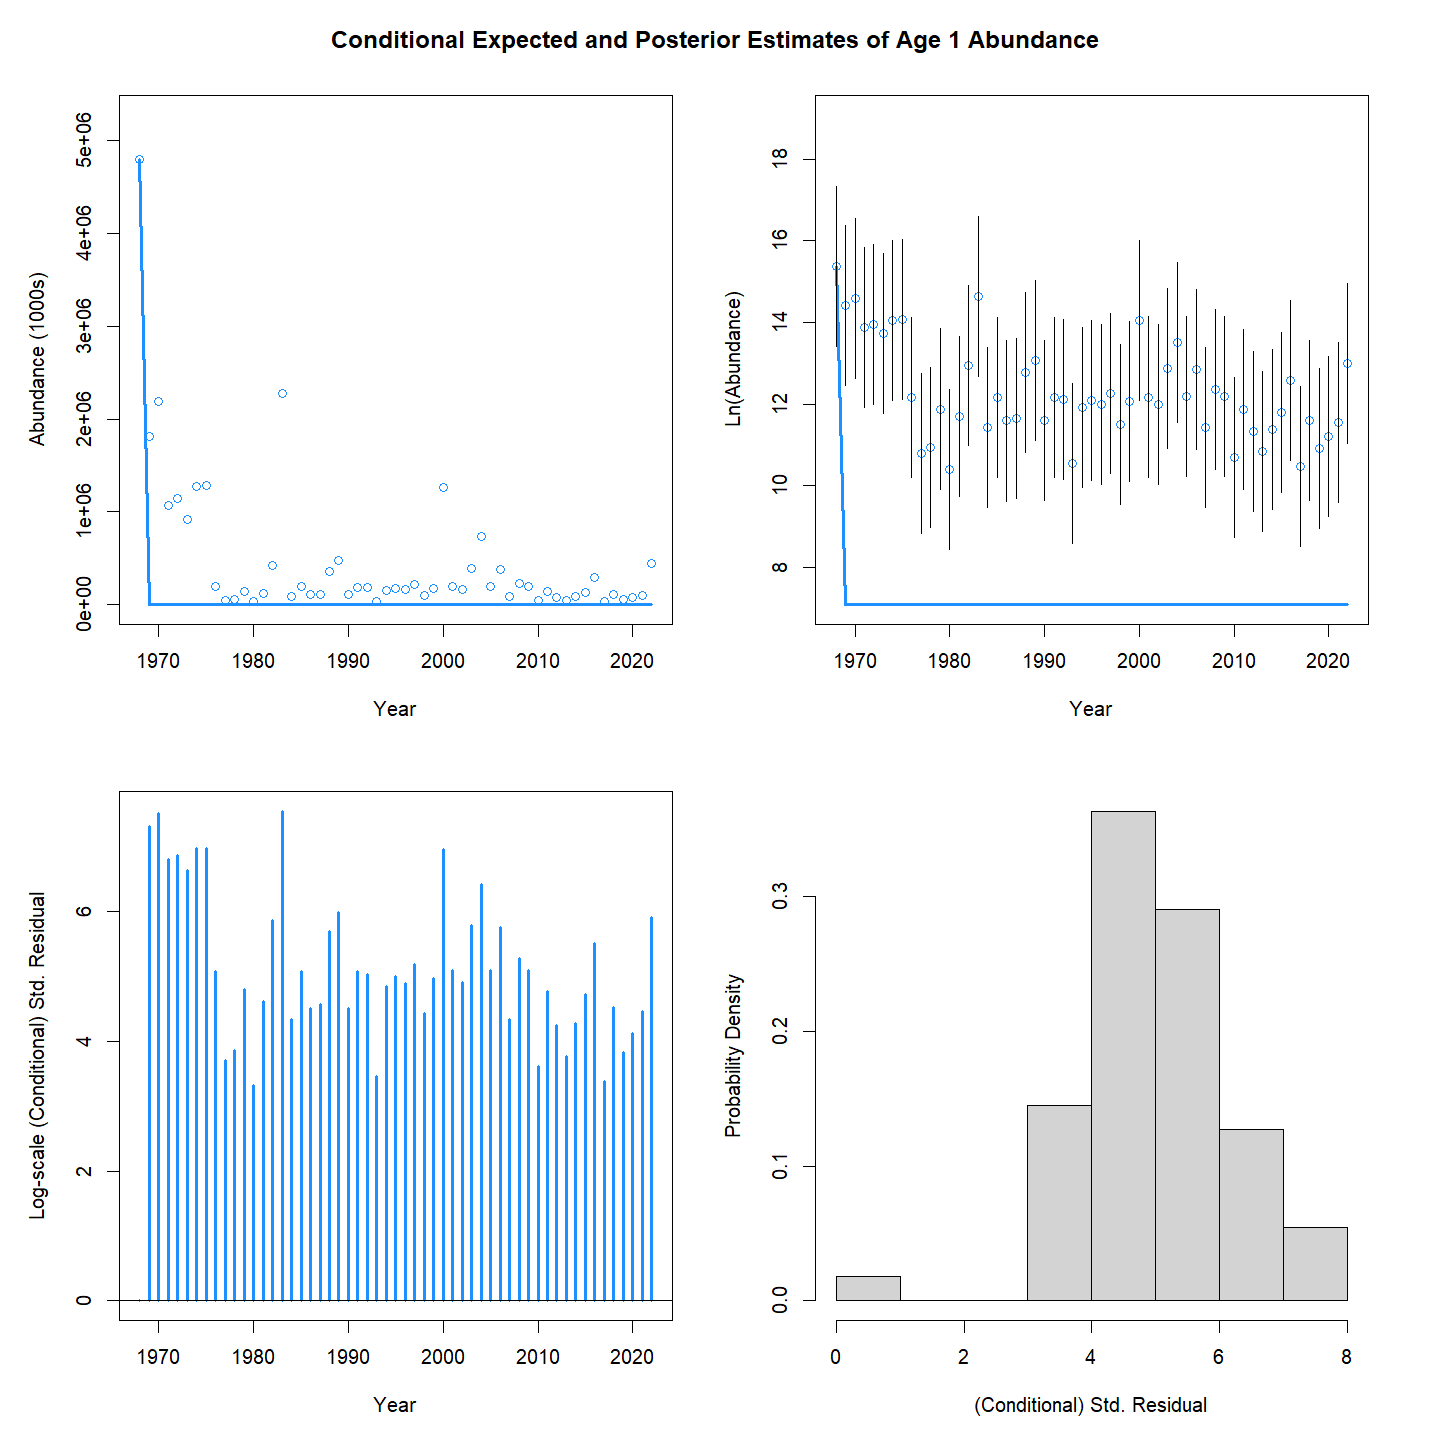 Conditional Expected and Posterior Estimates of Age 1 Abundance
Abundance (1000s)
5e+06
4e+06
3e+06
2e+06
1e+06
0e+00
1970 1980 1990 2000 2010 2020
Year
Ln(Abundance)
18
16
14
12
10
8
1970 1980 1990 2000 2010 2020
Year
Log-scale (Conditional) Std. Residual
6
4
2
0
1970 1980 1990 2000 2010 2020
Year
Probability Density
0.3
0.2
0.1
0.0
0 2 4 6 8
(Conditional) Std. Residual